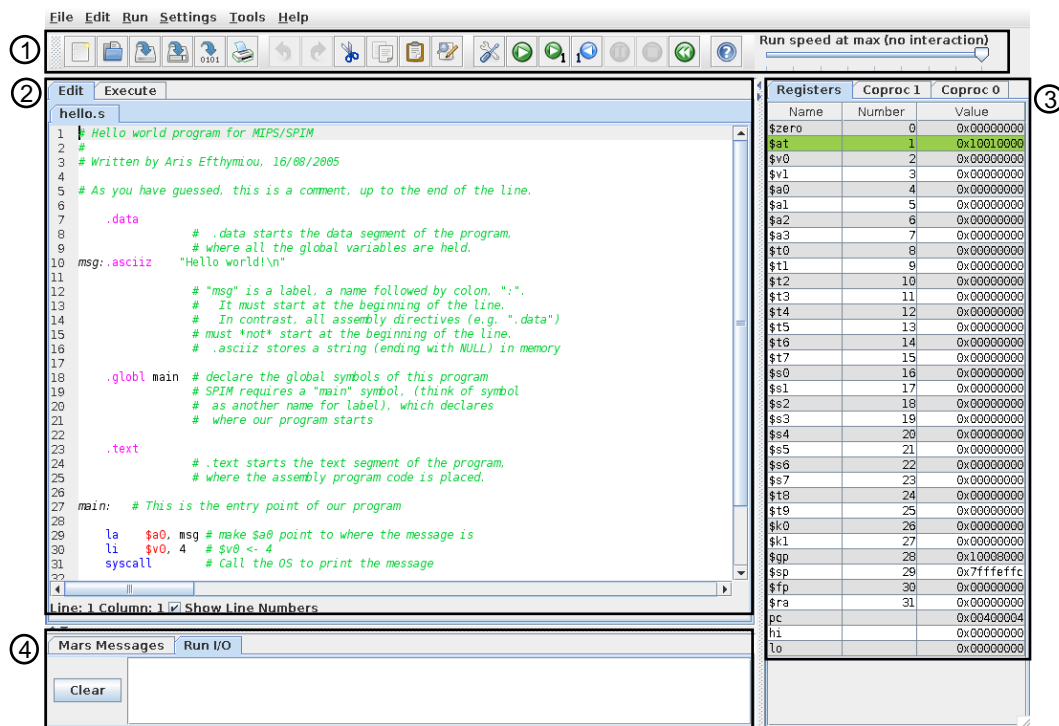 File Edit Run Settings Tools Help
①
0101
1
1
Run speed at max (no interaction)
②
Edit Execute
hello.s
1 # Hello world program for MIPS/SPIM
2 #
3 # Written by Aris Efthymiou, 16/08/2005
4
5 # As you have guessed, this is a comment, up to the end of the line.
6
7 .data
8 # .data starts the data segment of the program,
9 # where all the global variables are held.
10 msg:.asciiz "Hello world!\n"
11
12 # "msg" is a label, a name followed by colon, ":".
13 # It must start at the beginning of the line.
14 # In contrast, all assembly directives (e.g. ".data")
15 # must *not* start at the beginning of the line.
16 # .asciiz stores a string (ending with NULL) in memory
17
18 .globl main # declare the global symbols of this program
19 # SPIM requires a "main" symbol, (think of symbol
20 # as another name for label), which declares
21 # where our program starts
22
23 .text
24 # .text starts the text segment of the program,
25 # where the assembly program code is placed.
26
27 main: # This is the entry point of our program
28
29 la $a0, msg # make $a0 point to where the message is
30 li $v0, 4 # $v0 <- 4
31 syscall # Call the OS to print the message
32
Line: 1 Column: 1 Show Line Numbers
③
Registers Coproc 1 Coproc 0
Name Number Value
$zero 0 0x00000000
$at 1 0x10010000
$v0 2 0x00000000
$v1 3 0x00000000
$a0 4 0x00000000
$a1 5 0x00000000
$a2 6 0x00000000
$a3 7 0x00000000
$t0 8 0x00000000
$t1 9 0x00000000
$t2 10 0x00000000
$t3 11 0x00000000
$t4 12 0x00000000
$t5 13 0x00000000
$t6 14 0x00000000
$t7 15 0x00000000
$s0 16 0x00000000
$s1 17 0x00000000
$s2 18 0x00000000
$s3 19 0x00000000
$s4 20 0x00000000
$s5 21 0x00000000
$s6 22 0x00000000
$s7 23 0x00000000
$t8 24 0x00000000
$t9 25 0x00000000
$k0 26 0x00000000
$k1 27 0x00000000
$gp 28 0x10008000
$sp 29 0x7fffeffc
$fp 30 0x00000000
$ra 31 0x00000000
pc 0x00400004
hi 0x00000000
lo 0x00000000
④
Mars Messages Run I/O
Clear